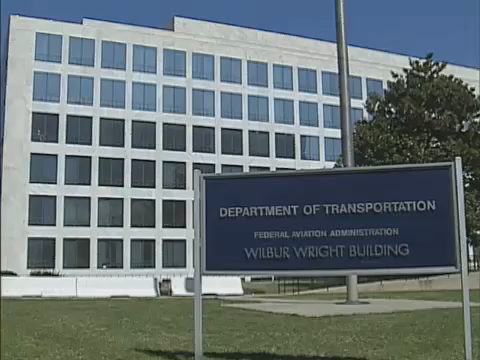 DEPARTMENT OF TRANSPORTATION
FEDERAL AVIATION ADMINISTRATION
WILBUR WRIGHT BUILDING